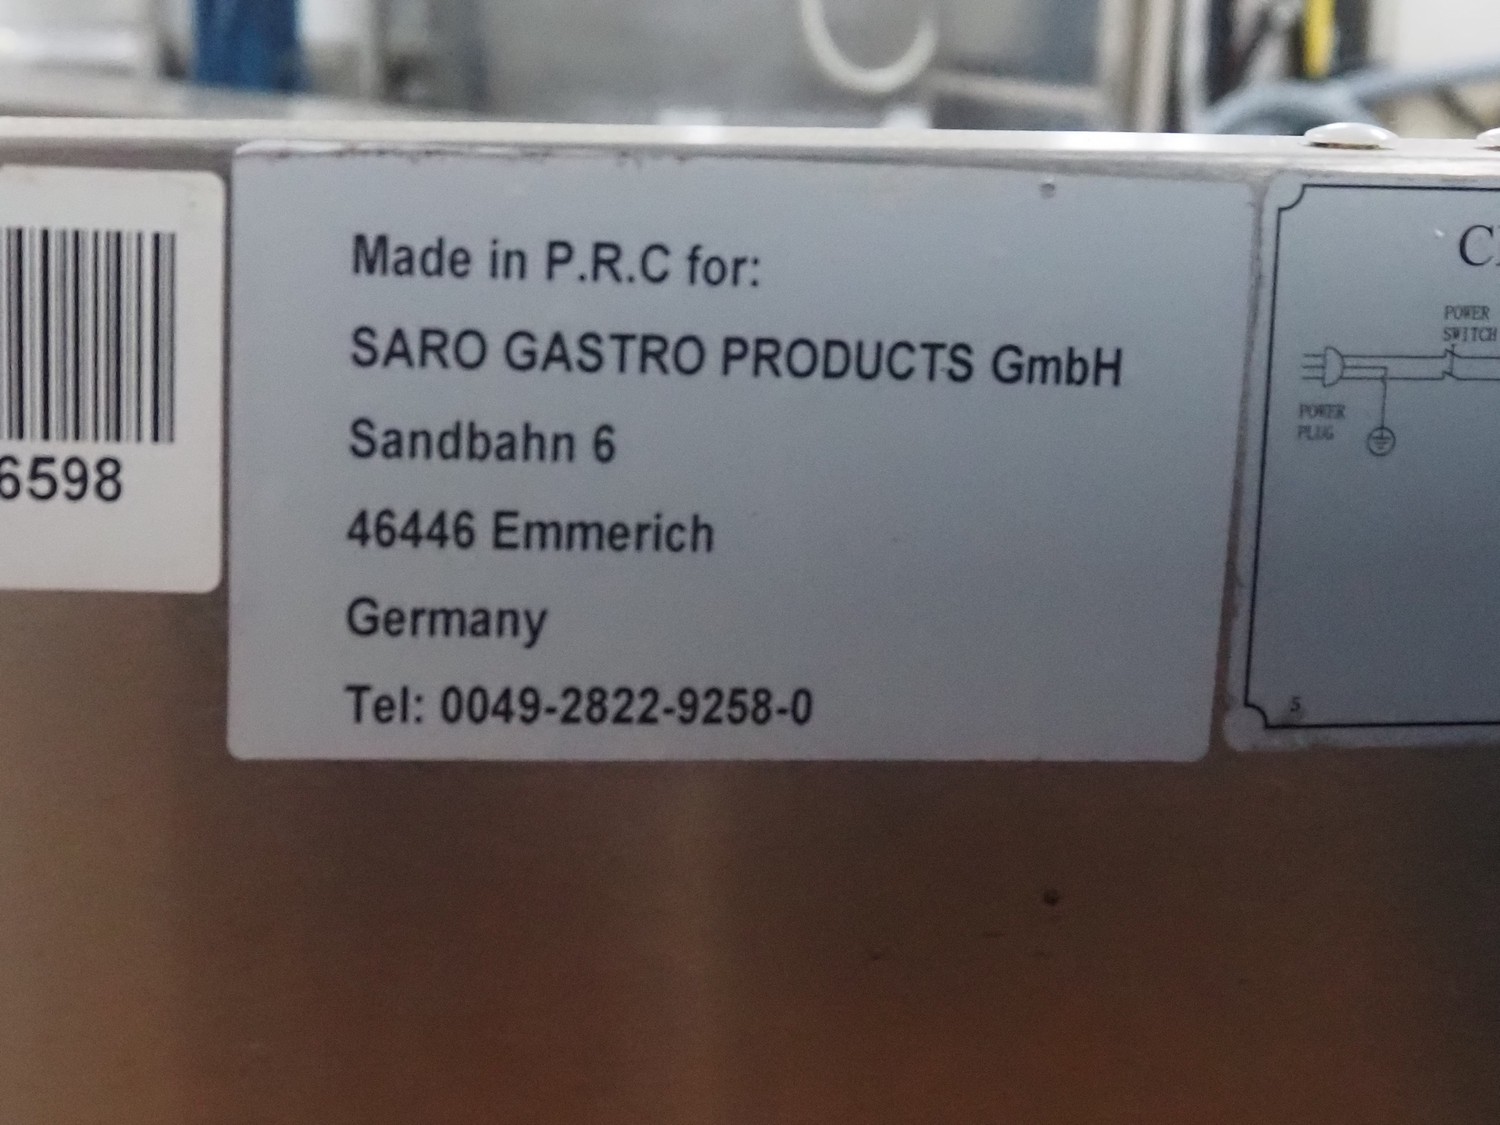 6598
Made in P.R.C for:
SARO GASTRO PRODUCTS GmbH
Sandbahn 6
46446 Emmerich
Germany
Tel: 0049-2822-9258-0
POWER
SWITCH
POWER
PLUG
5